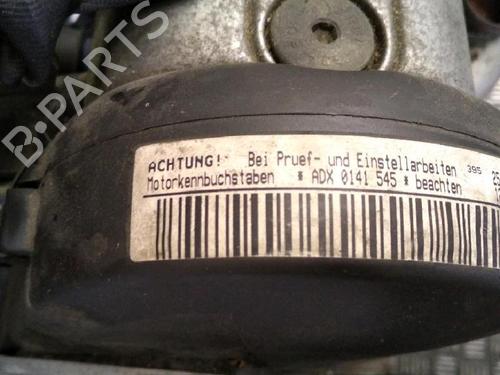 B-PARTS
ACHTUNG! Bei Pruef- und Einstellarbeiten 395
Motorkennbuchstaben * ADX 0141 545 * beachten